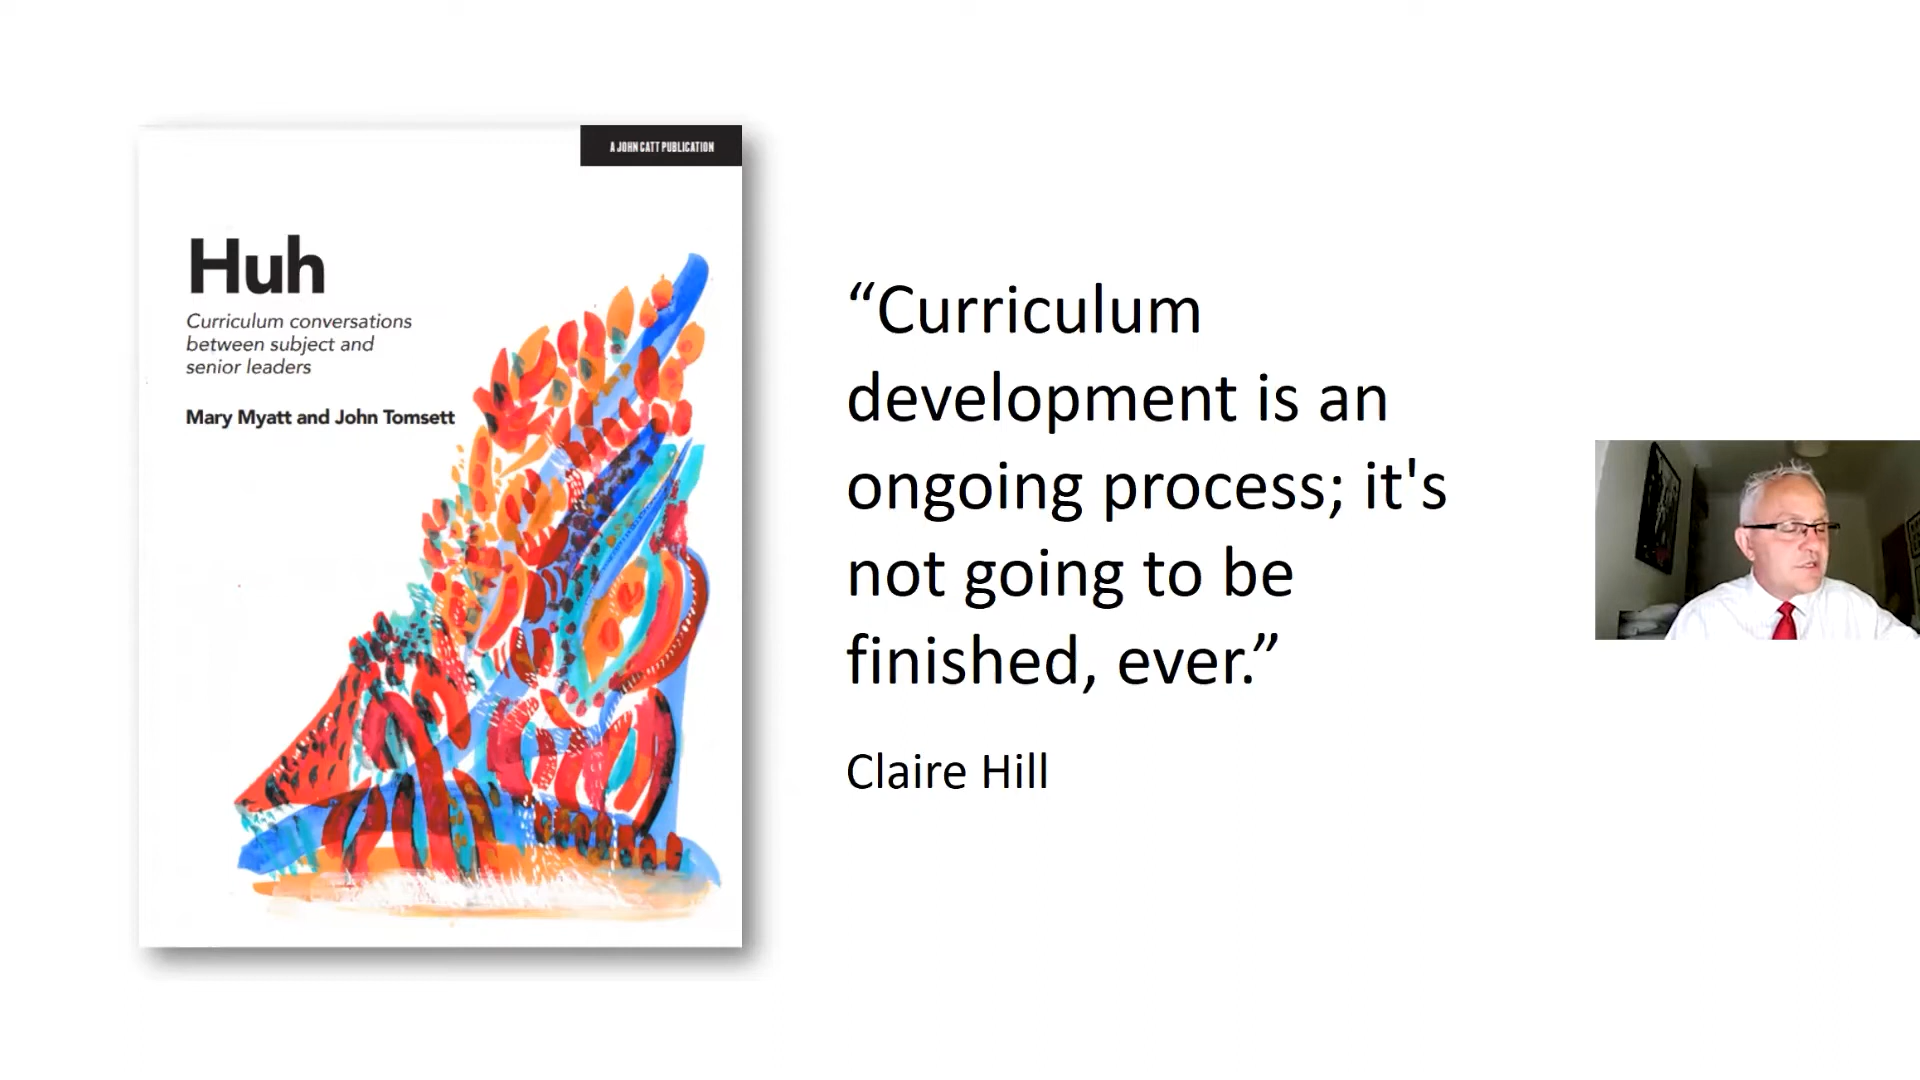 A JOHN CATT PUBLICATION
Huh
Curriculum conversations
between subject and
senior leaders
Mary Myatt and John Tomsett
“Curriculum
development is an
ongoing process; it's
not going to be
finished, ever.”
Claire Hill